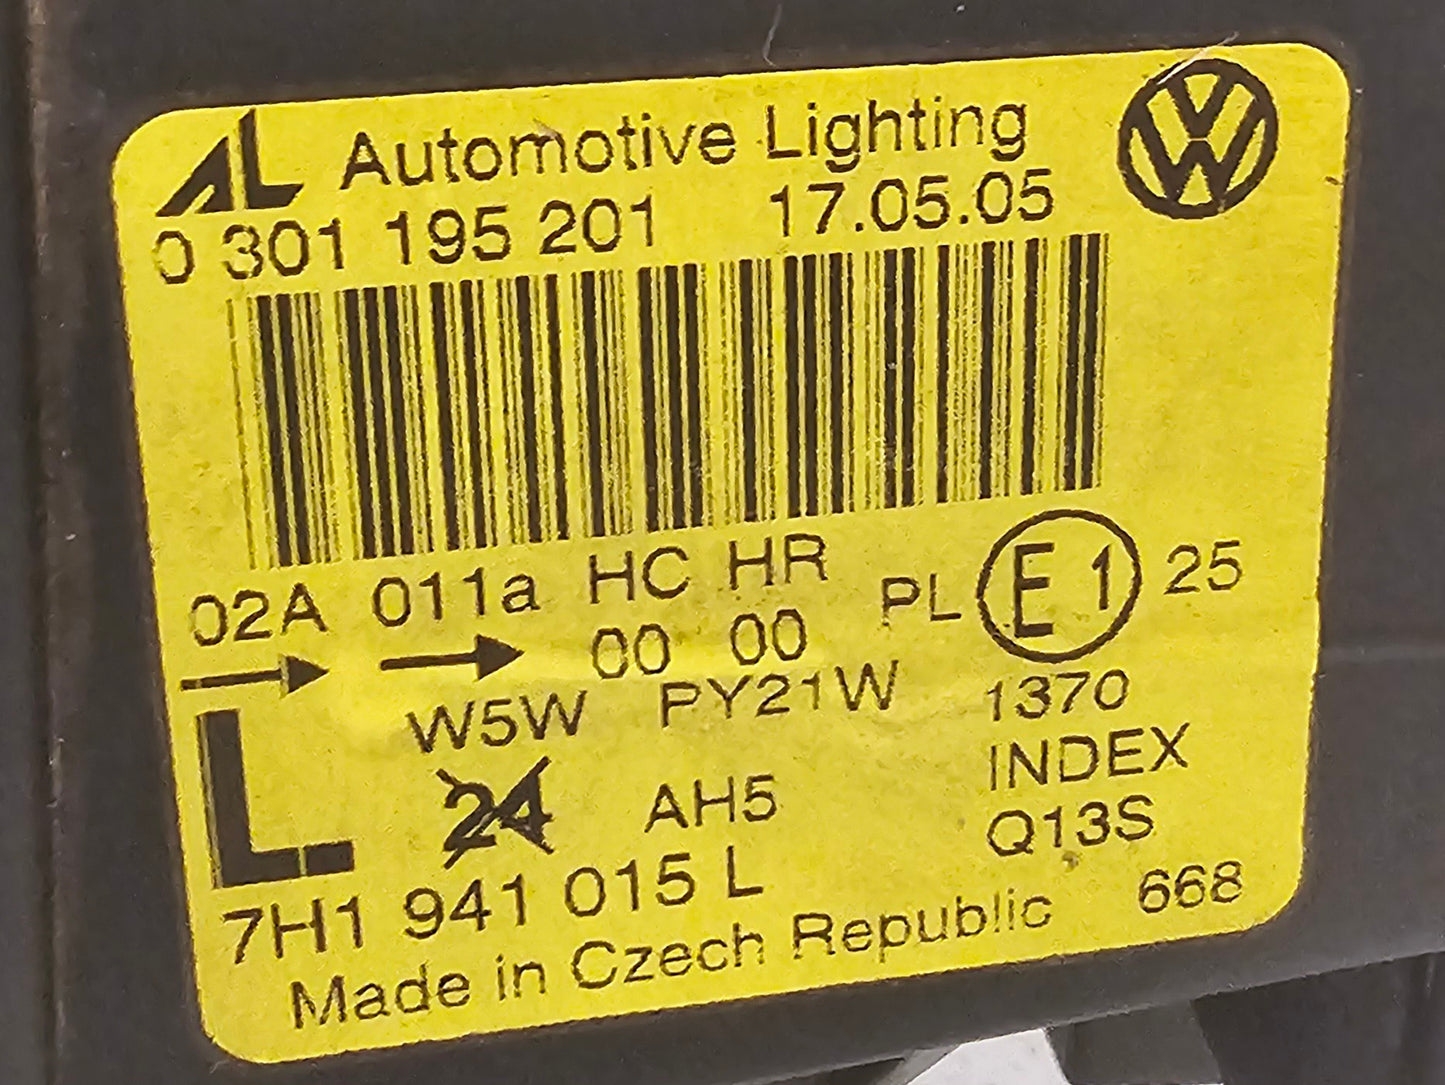 AL Automotive Lighting
0 301 195 201 17.05.05
02A 011a HC HR PL E1 25
00 00
W5W PY21W 1370
INDEX
L 24 AH5 Q13S
7H1 941 015 L
Made in Czech Republic 668